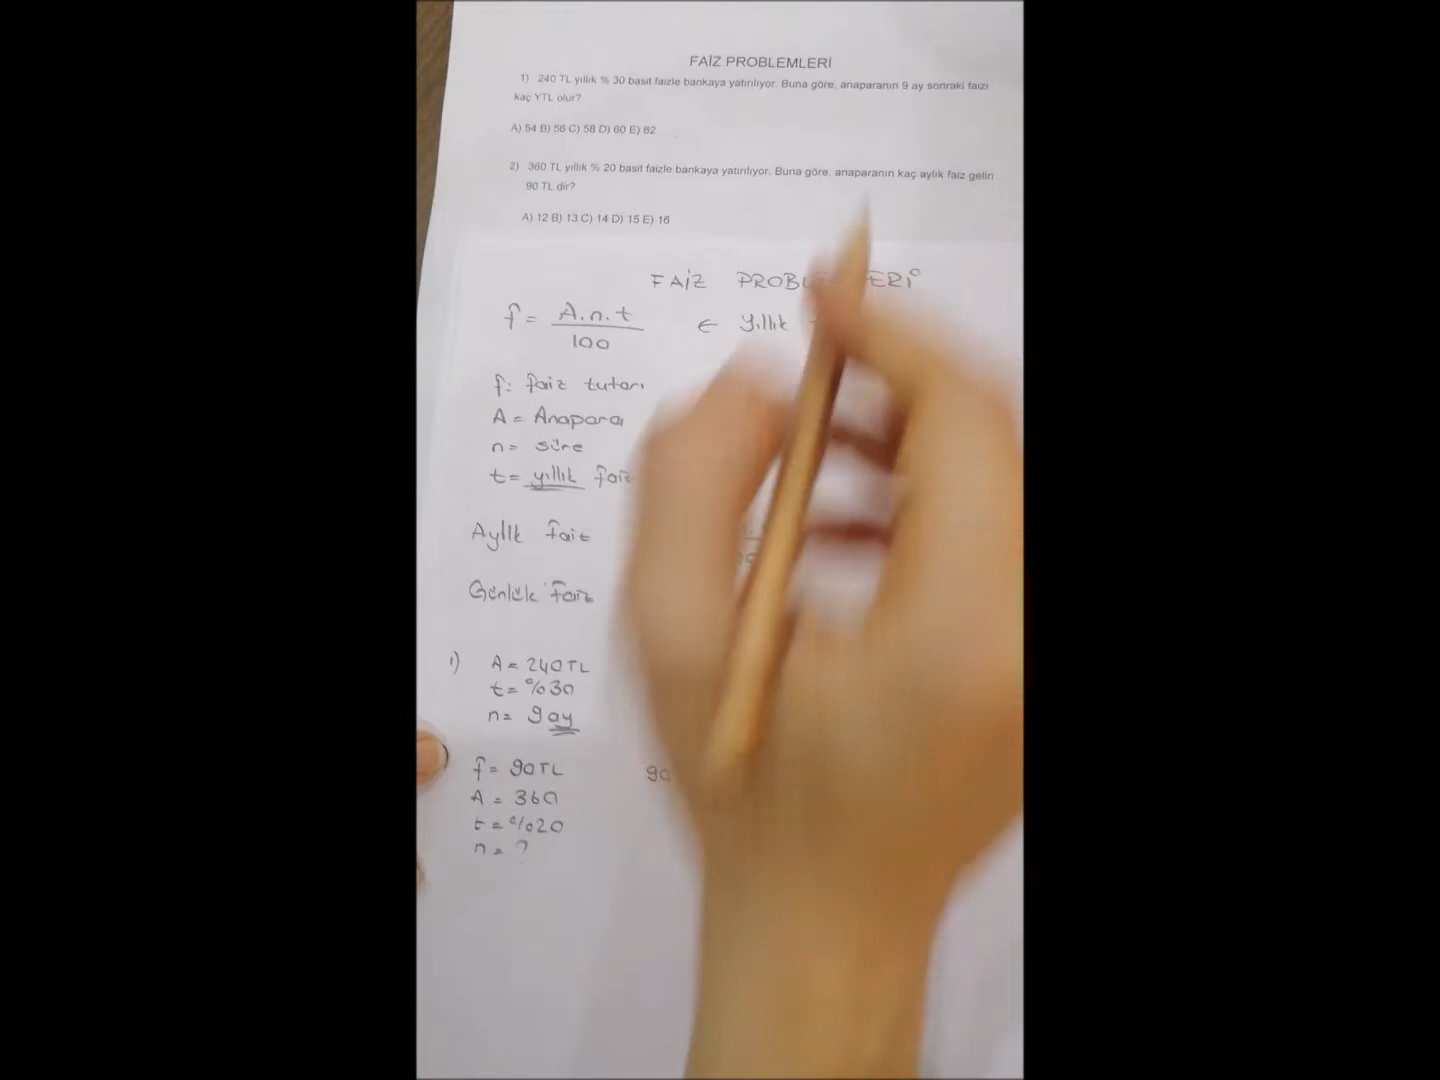 FAİZ PROBLEMLERİ
1) 240 TL yıllık % 30 basit faizle bankaya yatırılıyor. Buna göre, anaparanın 9 ay sonraki faizi
kaç YTL olur?
A) 54 B) 56 C) 58 D) 60 E) 62
2) 360 TL yıllık % 20 basit faizle bankaya yatırılıyor. Buna göre, anaparanın kaç aylık faiz geliri
90 TL dir?
A) 12 B) 13 C) 14 D) 15 E) 16
FAİZ
f = A.n.t / 100 ∈ Yıllık
f: faiz tutarı
A = Anapara
n = süre
t = yıllık faiz
Aylık faiz
Günlük Faiz
1) A = 240 TL
t = %30
n = 9 ay
f = 90 TL 90
A = 360
t = %20
n = ?